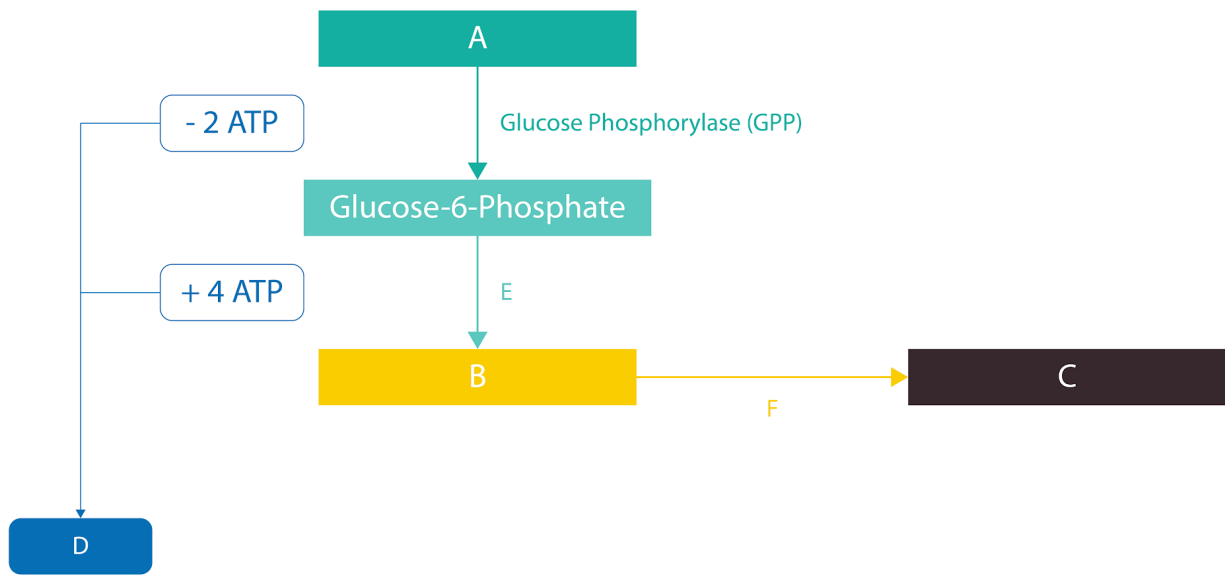 A
- 2 ATP
Glucose Phosphorylase (GPP)
Glucose-6-Phosphate
+ 4 ATP
E
B
C
F
D